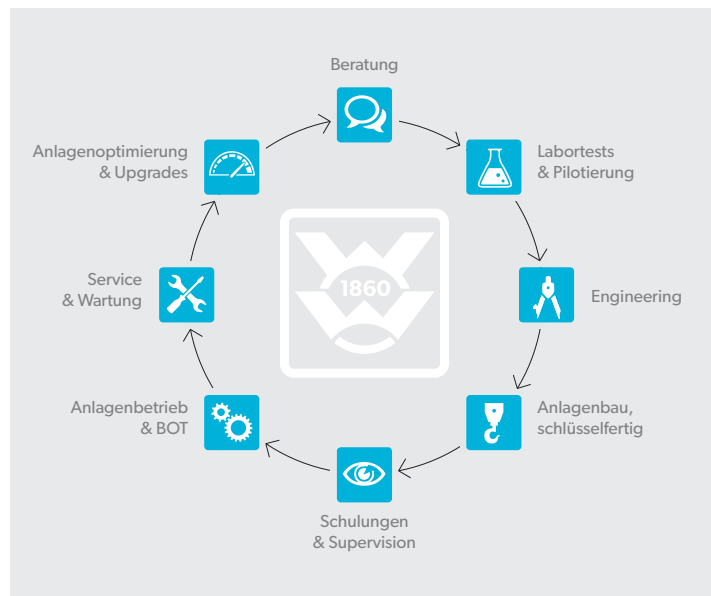 Beratung
Labortests
& Pilotierung
Engineering
Anlagenbau,
schlüsselfertig
Schulungen
& Supervision
Anlagenbetrieb
& BOT
Service
& Wartung
Anlagenoptimierung
& Upgrades
1860